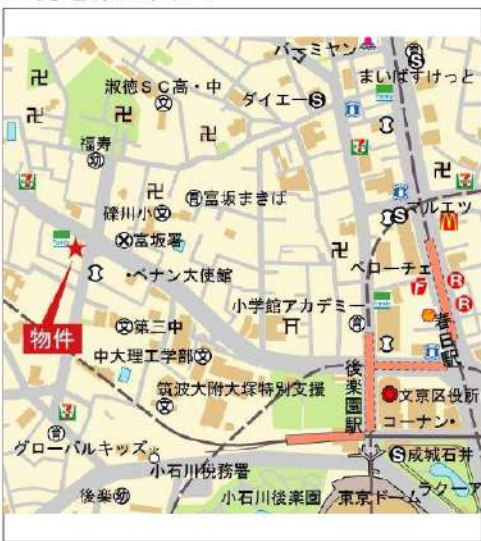 バーミヤン
淑徳SC高・中
まいばすけっと
ダイエー
福寿
富坂まきば
礫川小
マルエツ
富坂署
・ベナン大使館
ベローチェ
小学館アカデミー
春日駅
物件
第三中
中大理工学部
後楽園駅
筑波大附大塚特別支援
文京区役所
コーナン・
グローバルキッズ
小石川税務署
成城石井
後楽
小石川後楽園
東京ドーム
ラクーア